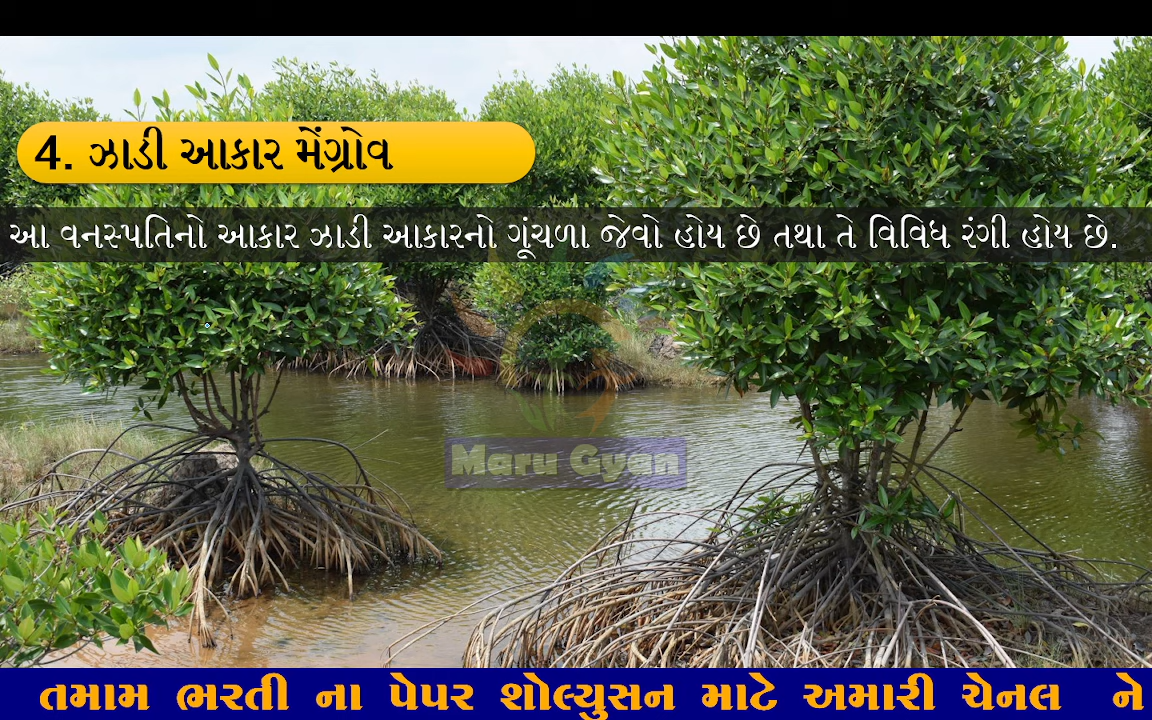 4. ઝાડી આકાર મેંગ્રોવ
આ વનસ્પતિનો આકાર ઝાડી આકારનો ગૂંચળા જેવો હોય છે તથા તે વિવિધ રંગી હોય છે.
Maru Gyan
તમામ ભરતી ના પેપર સોલ્યુસન માટે અમારી ચેનલ ને